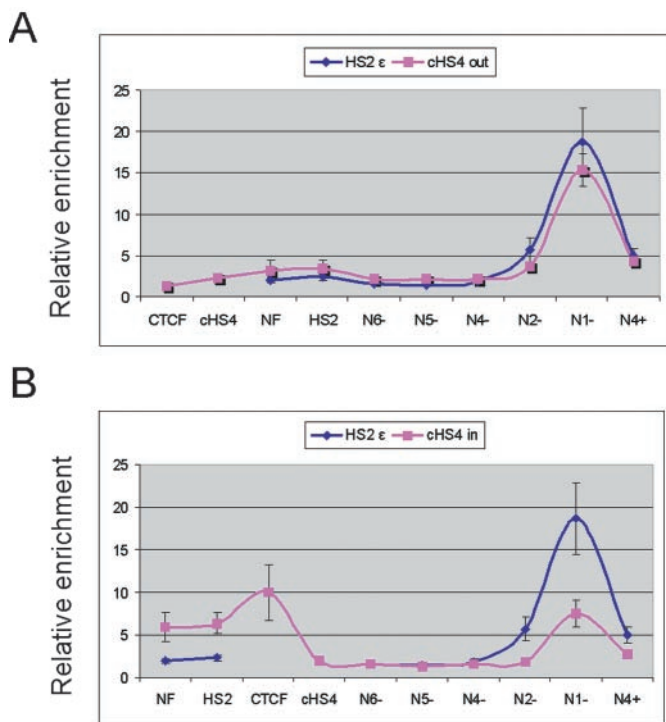 A
HS2 ε cHS4 out
Relative enrichment
25
20
15
10
5
0
CTCF cHS4 NF HS2 N6- N5- N4- N2- N1- N4+
B
HS2 ε cHS4 in
Relative enrichment
25
20
15
10
5
0
NF HS2 CTCF cHS4 N6- N5- N4- N2- N1- N4+